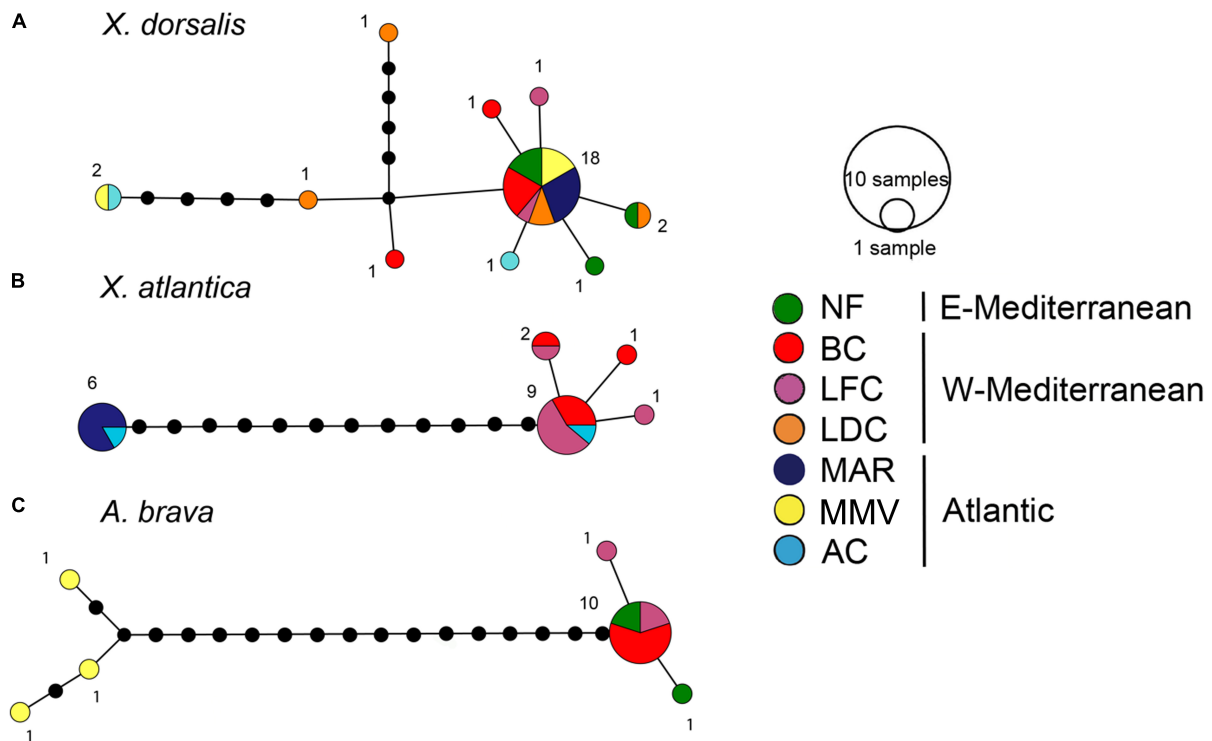 A
X. dorsalis
1
1
1
18
2
1
2
1
1
1
10 samples
1 sample
B
X. atlantica
6
2
1
9
1
NF
E-Mediterranean
BC
LFC
W-Mediterranean
LDC
MAR
MMV
Atlantic
AC
C
A. brava
1
1
10
1
1
1